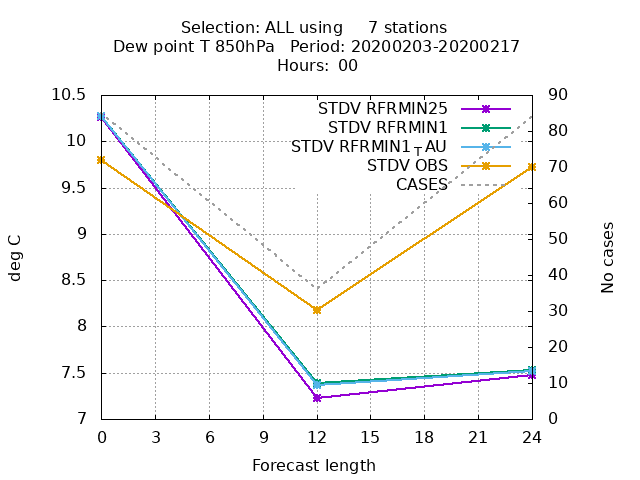 Selection: ALL using     7 stations
Dew point T 850hPa   Period: 20200203-20200217
Hours:  00
10.5
10
9.5
9
8.5
8
7.5
7
90
80
70
60
50
40
30
20
10
0
deg C
No cases
STDV RFRMIN25
STDV RFRMIN1
STDV RFRMIN1_TAU
STDV OBS
CASES
0 3 6 9 12 15 18 21 24
Forecast length